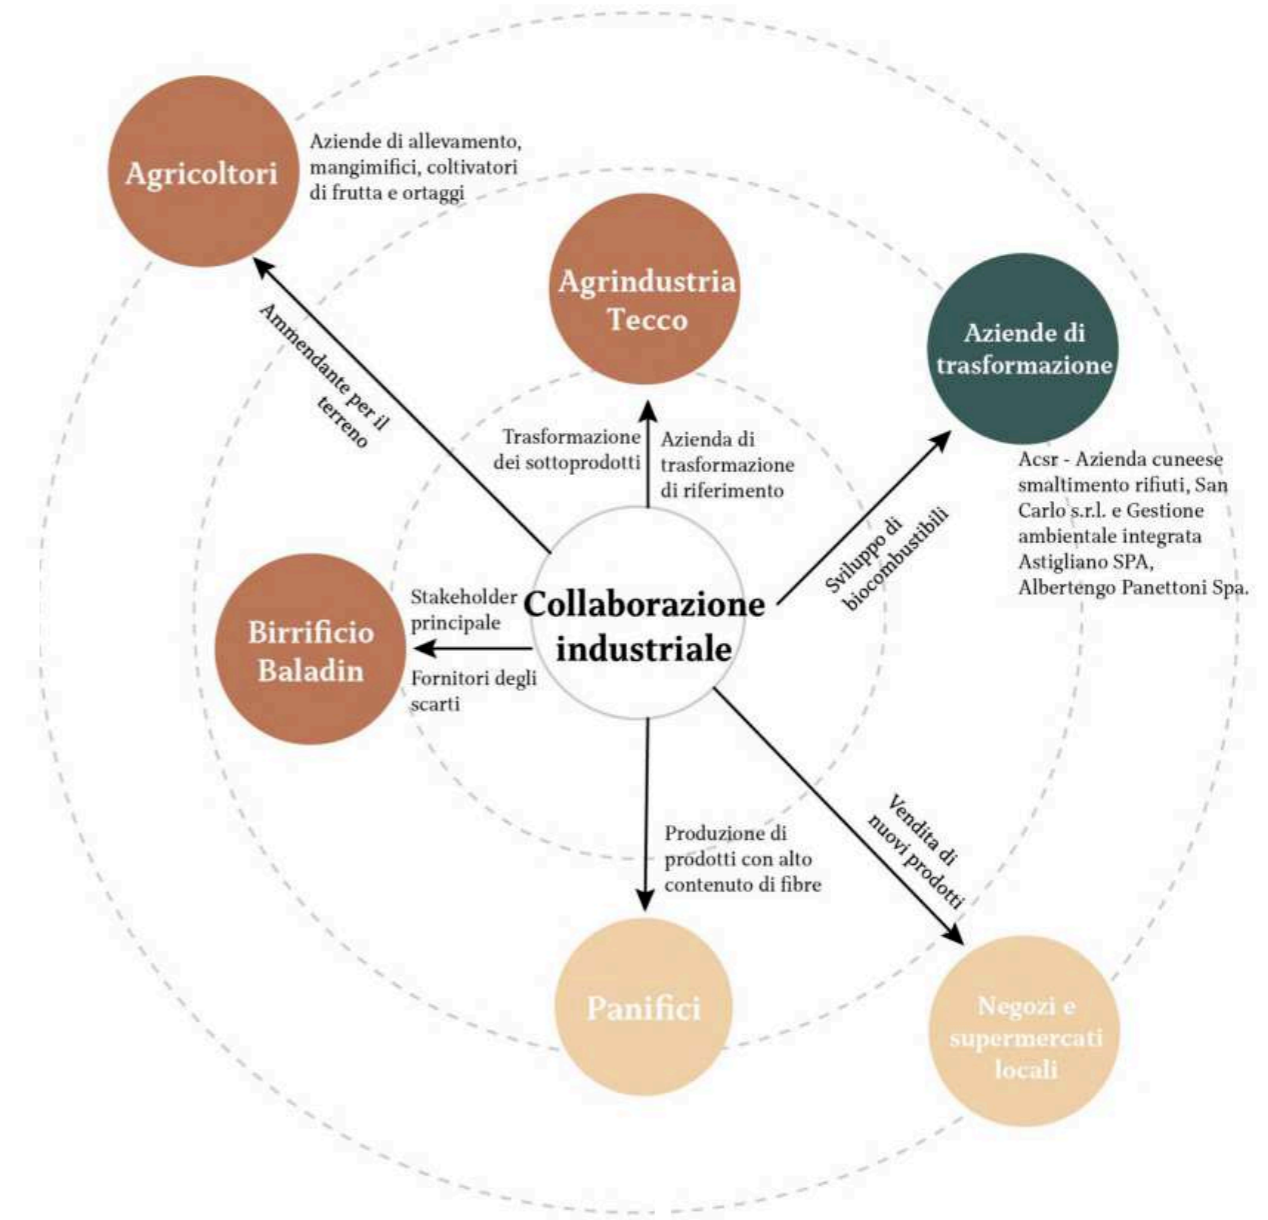 Agricoltori
Aziende di allevamento,
mangimifici, coltivatori
di frutta e ortaggi
Agrindustria
Tecco
Aziende di
trasformazione
Acsr - Azienda cuneese
smaltimento rifiuti, San
Carlo s.r.l. e Gestione
ambientale integrata
Astigliano SPA,
Albertengo Panettoni Spa.
Ammendante per il
terreno
Trasformazione
dei sottoprodotti
Azienda di
trasformazione
di riferimento
Sviluppo di
biocombustibili
Collaborazione
industriale
Stakeholder
principale
Fornitori degli
scarti
Birrificio
Baladin
Produzione di
prodotti con alto
contenuto di fibre
Vendita di
nuovi prodotti
Panifici
Negozi e
supermercati
locali